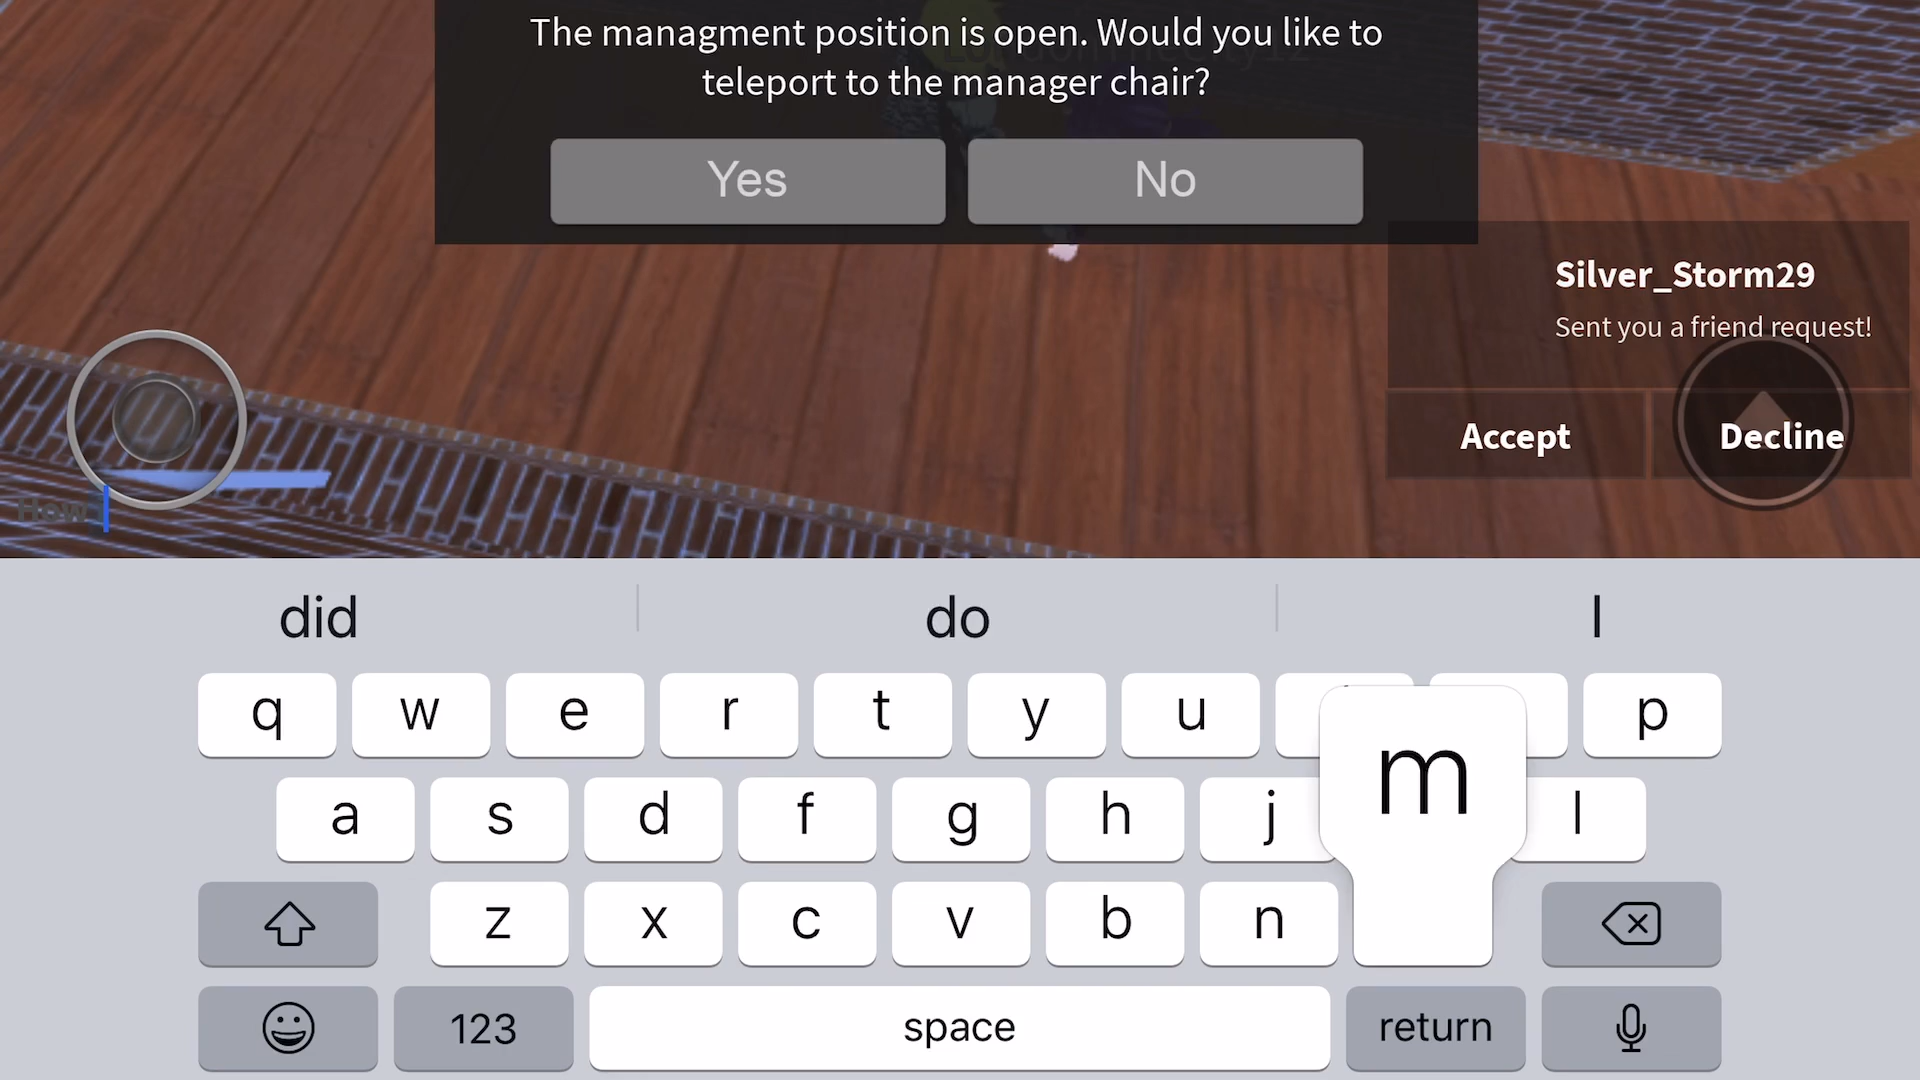 The managment position is open. Would you like to
teleport to the manager chair?
Yes No
Silver_Storm29
Sent you a friend request!
Accept Decline
How
did do I
q w e r t y u p
a s d f g h j l
m
z x c v b n
123 space return